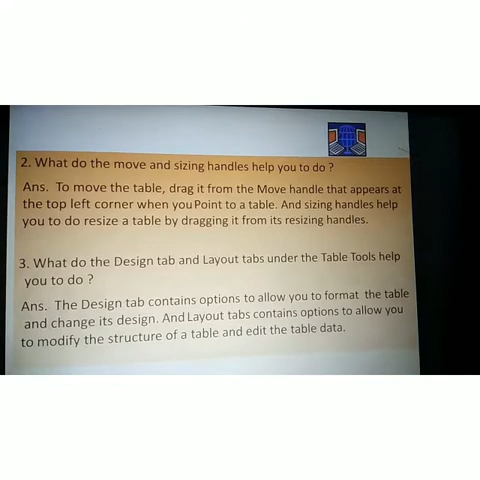 2. What do the move and sizing handles help you to do ?
Ans. To move the table, drag it from the Move handle that appears at
the top left corner when you Point to a table. And sizing handles help
you to do resize a table by dragging it from its resizing handles.
3. What do the Design tab and Layout tabs under the Table Tools help
you to do ?
Ans. The Design tab contains options to allow you to format the table
and change its design. And Layout tabs contains options to allow you
to modify the structure of a table and edit the table data.